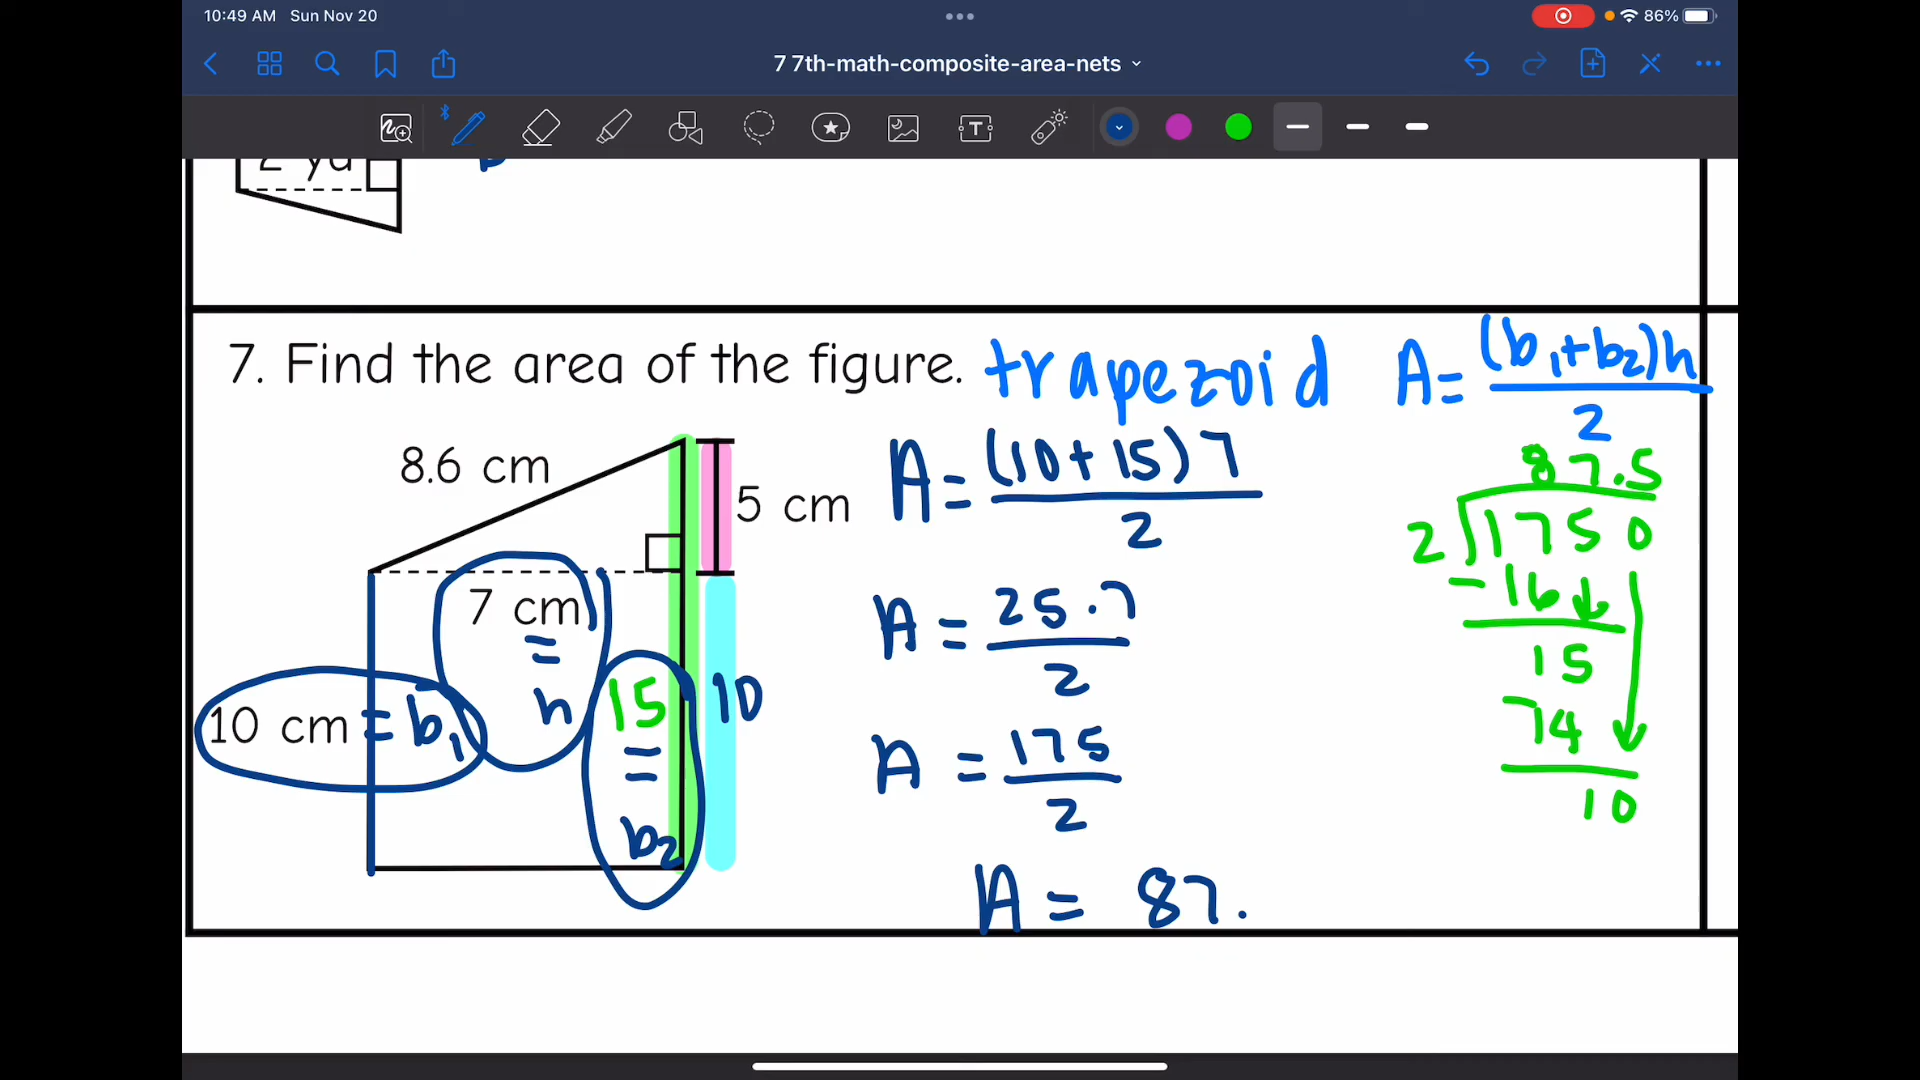 10:49 AM Sun Nov 20
86%
7 7th-math-composite-area-nets
T
2 yd
7. Find the area of the figure. trapezoid A= (b₁+b₂)h
2
8.6 cm
5 cm
A= (10+15)7
2
87.5
2 1750
-16
15
-14
10
7 cm
=
h
A = 25·7
2
10 cm = b₁
15
=
b₂
10
A = 175
2
A = 87.